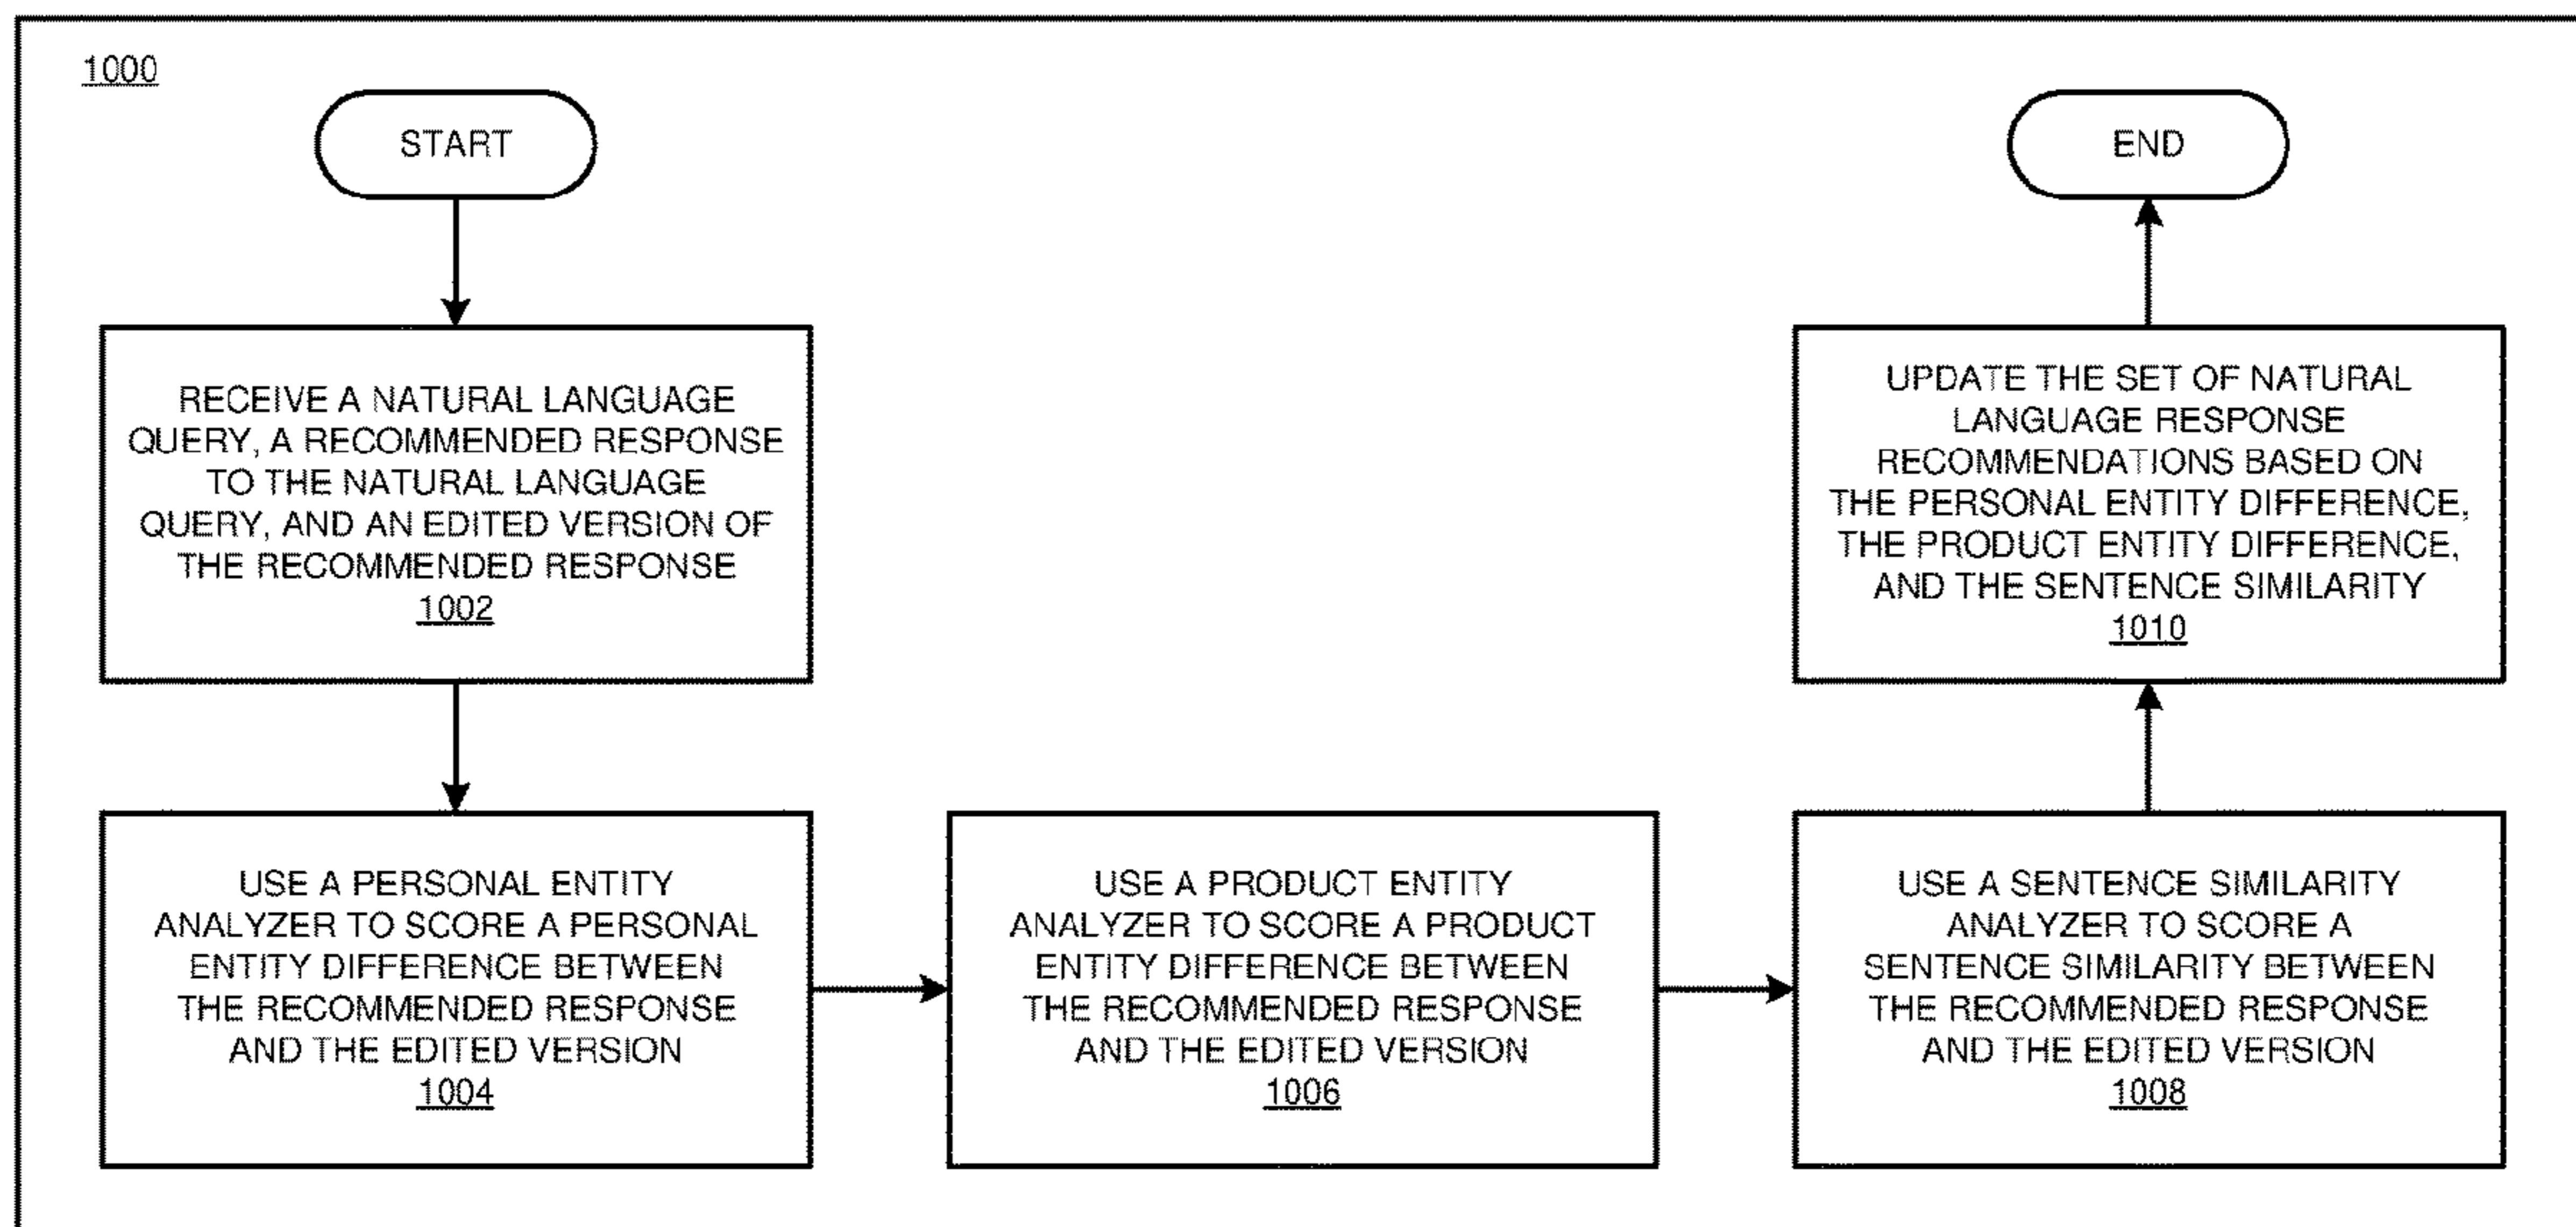 1000
START
RECEIVE A NATURAL LANGUAGE
QUERY, A RECOMMENDED RESPONSE
TO THE NATURAL LANGUAGE
QUERY, AND AN EDITED VERSION OF
THE RECOMMENDED RESPONSE
1002
USE A PERSONAL ENTITY
ANALYZER TO SCORE A PERSONAL
ENTITY DIFFERENCE BETWEEN
THE RECOMMENDED RESPONSE
AND THE EDITED VERSION
1004
USE A PRODUCT ENTITY
ANALYZER TO SCORE A PRODUCT
ENTITY DIFFERENCE BETWEEN
THE RECOMMENDED RESPONSE
AND THE EDITED VERSION
1006
USE A SENTENCE SIMILARITY
ANALYZER TO SCORE A
SENTENCE SIMILARITY BETWEEN
THE RECOMMENDED RESPONSE
AND THE EDITED VERSION
1008
UPDATE THE SET OF NATURAL
LANGUAGE RESPONSE
RECOMMENDATIONS BASED ON
THE PERSONAL ENTITY DIFFERENCE,
THE PRODUCT ENTITY DIFFERENCE,
AND THE SENTENCE SIMILARITY
1010
END